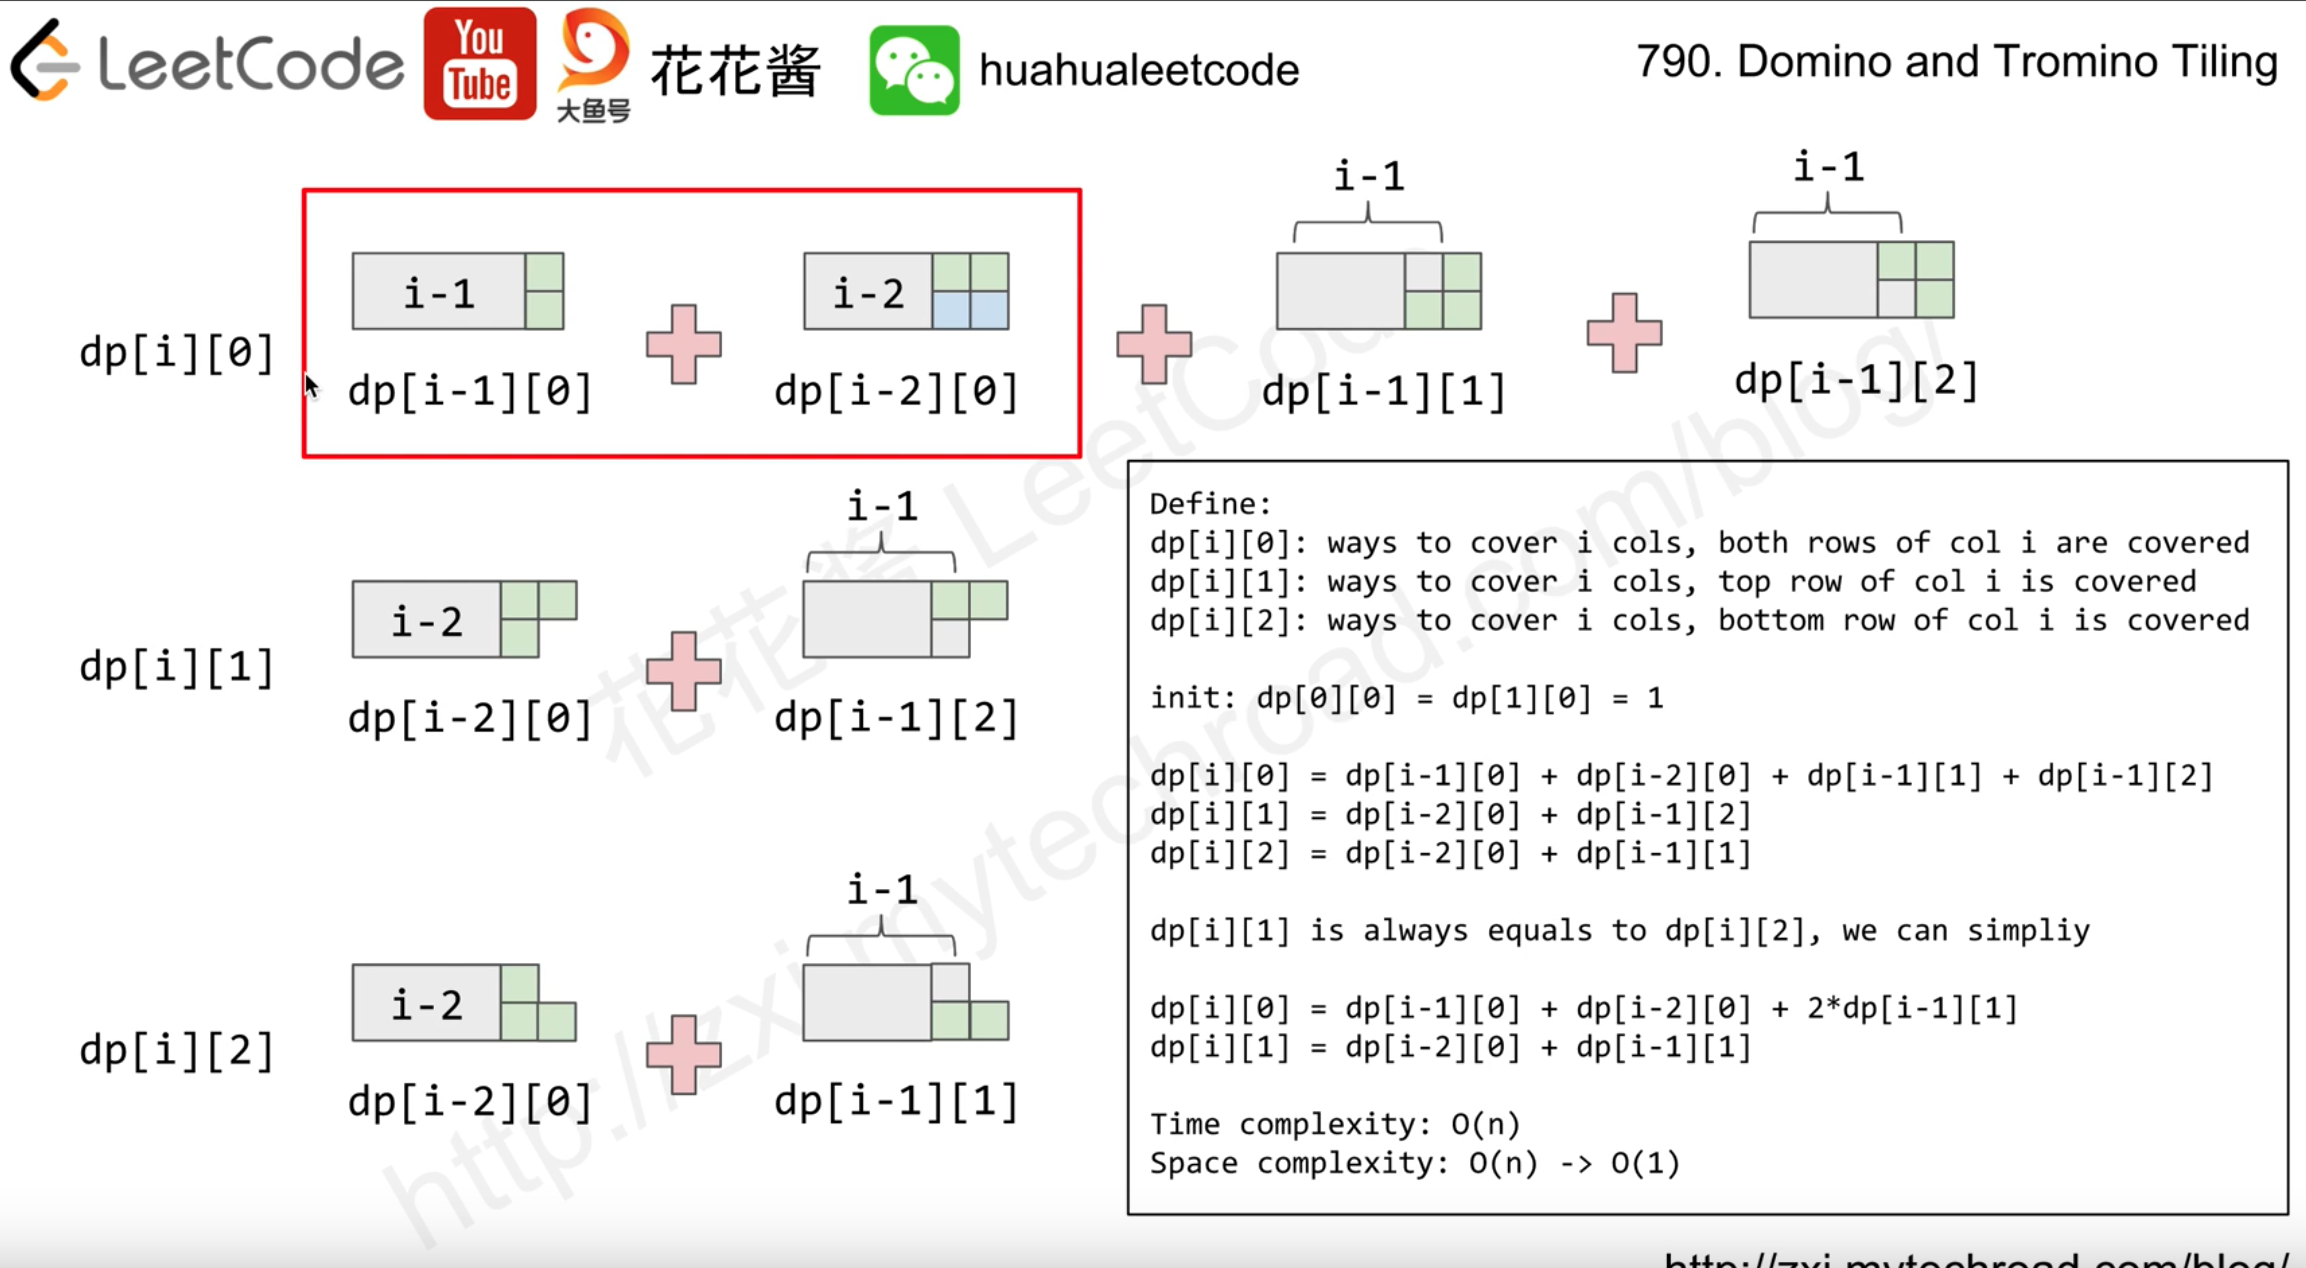 LeetCode
You
Tube
大鱼号
花花酱
huahualeetcode
790. Domino and Tromino Tiling
i-1
i-1
i-1
i-2
dp[i][0]
dp[i-1][0]
dp[i-2][0]
dp[i-1][1]
dp[i-1][2]
i-1
i-2
dp[i][1]
dp[i-2][0]
dp[i-1][2]
i-1
i-2
dp[i][2]
dp[i-2][0]
dp[i-1][1]
Define:
dp[i][0]: ways to cover i cols, both rows of col i are covered
dp[i][1]: ways to cover i cols, top row of col i is covered
dp[i][2]: ways to cover i cols, bottom row of col i is covered
init: dp[0][0] = dp[1][0] = 1
dp[i][0] = dp[i-1][0] + dp[i-2][0] + dp[i-1][1] + dp[i-1][2]
dp[i][1] = dp[i-2][0] + dp[i-1][2]
dp[i][2] = dp[i-2][0] + dp[i-1][1]
dp[i][1] is always equals to dp[i][2], we can simpliy
dp[i][0] = dp[i-1][0] + dp[i-2][0] + 2*dp[i-1][1]
dp[i][1] = dp[i-2][0] + dp[i-1][1]
Time complexity: O(n)
Space complexity: O(n) -> O(1)
花花酱 LeetCode
http://zxi.mytechroad.com/blog/
http://zxi.mytechroad.com/blog/